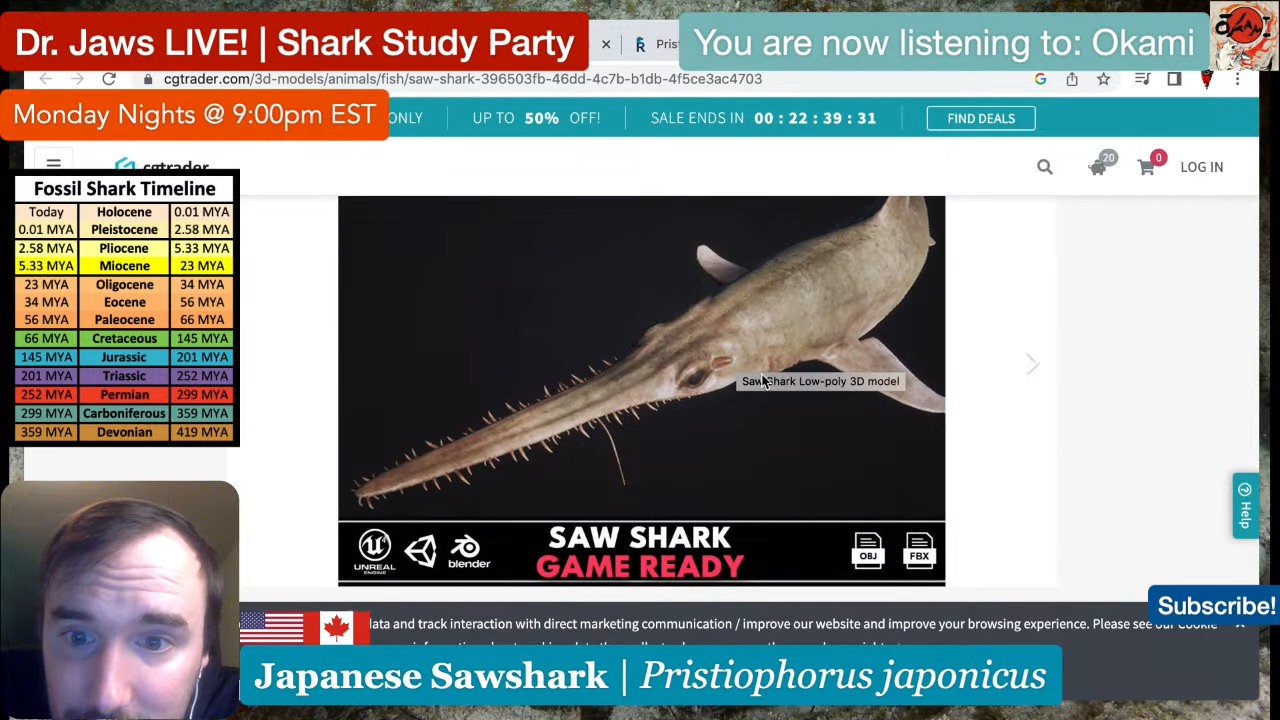 Dr. Jaws LIVE! | Shark Study Party
You are now listening to: Okami
cgtrader.com/3d-models/animals/fish/saw-shark-396503fb-46dd-4c7b-b1db-4f5ce3ac4703
Monday Nights @ 9:00pm EST
ONLY
UP TO 50% OFF!
SALE ENDS IN 00 : 22 : 39 : 31
FIND DEALS
cgtrader
20
0
LOG IN
Fossil Shark Timeline
Today Holocene 0.01 MYA
0.01 MYA Pleistocene 2.58 MYA
2.58 MYA Pliocene 5.33 MYA
5.33 MYA Miocene 23 MYA
23 MYA Oligocene 34 MYA
34 MYA Eocene 56 MYA
56 MYA Paleocene 66 MYA
66 MYA Cretaceous 145 MYA
145 MYA Jurassic 201 MYA
201 MYA Triassic 252 MYA
252 MYA Permian 299 MYA
299 MYA Carboniferous 359 MYA
359 MYA Devonian 419 MYA
Saw Shark Low-poly 3D model
Help
UNREAL
ENGINE
blender
SAW SHARK
GAME READY
OBJ
FBX
Subscribe!
data and track interaction with direct marketing communication / improve our website and improve your browsing experience. Please see our Cookie
Japanese Sawshark | Pristiophorus japonicus